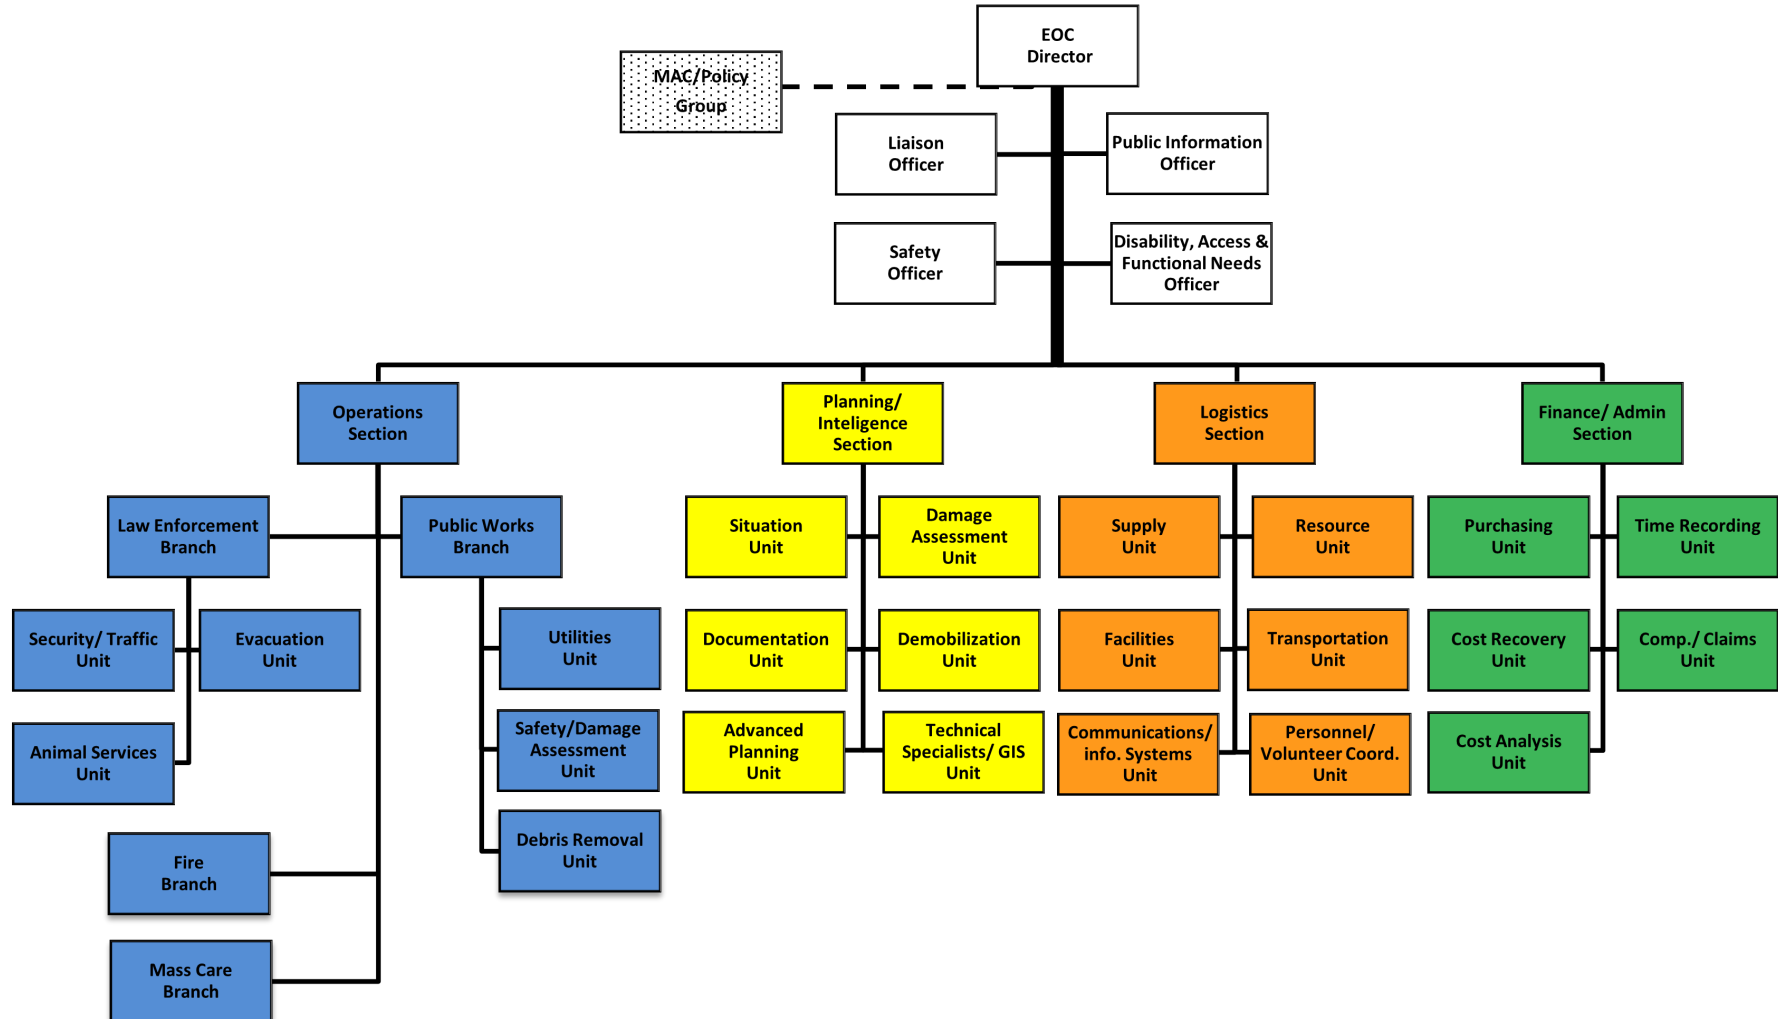 EOC
Director
MAC/Policy
Group
Liaison
Officer
Public Information
Officer
Safety
Officer
Disability, Access &
Functional Needs
Officer
Operations
Section
Planning/
Inteligence
Section
Logistics
Section
Finance/ Admin
Section
Law Enforcement
Branch
Public Works
Branch
Situation
Unit
Damage
Assessment
Unit
Supply
Unit
Resource
Unit
Purchasing
Unit
Time Recording
Unit
Security/ Traffic
Unit
Evacuation
Unit
Utilities
Unit
Documentation
Unit
Demobilization
Unit
Facilities
Unit
Transportation
Unit
Cost Recovery
Unit
Comp./ Claims
Unit
Animal Services
Unit
Safety/Damage
Assessment
Unit
Advanced
Planning
Unit
Technical
Specialists/ GIS
Unit
Communications/
info. Systems
Unit
Personnel/
Volunteer Coord.
Unit
Cost Analysis
Unit
Debris Removal
Unit
Fire
Branch
Mass Care
Branch